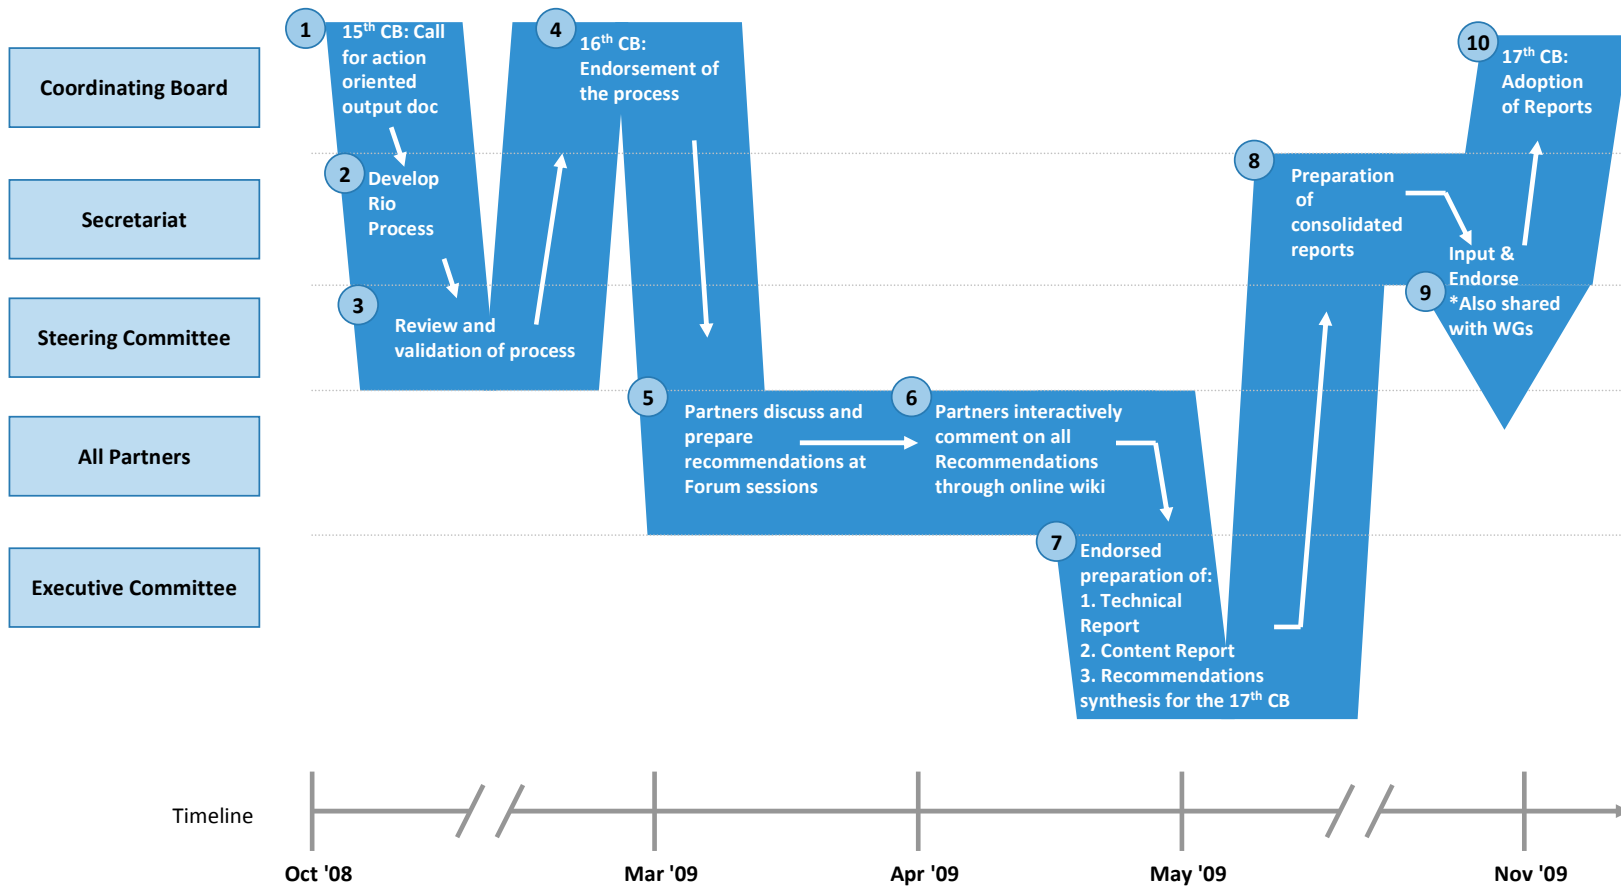 Coordinating Board
Secretariat
Steering Committee
All Partners
Executive Committee
1
15th CB: Call
for action
oriented
output doc
2
Develop
Rio
Process
3
Review and
validation of process
4
16th CB:
Endorsement of
the process
5
Partners discuss and
prepare
recommendations at
Forum sessions
6
Partners interactively
comment on all
Recommendations
through online wiki
7
Endorsed
preparation of:
1. Technical
Report
2. Content Report
3. Recommendations
synthesis for the 17th CB
8
Preparation
of
consolidated
reports
9
Input &
Endorse
*Also shared
with WGs
10
17th CB:
Adoption
of Reports
Timeline
Oct '08
Mar '09
Apr '09
May '09
Nov '09